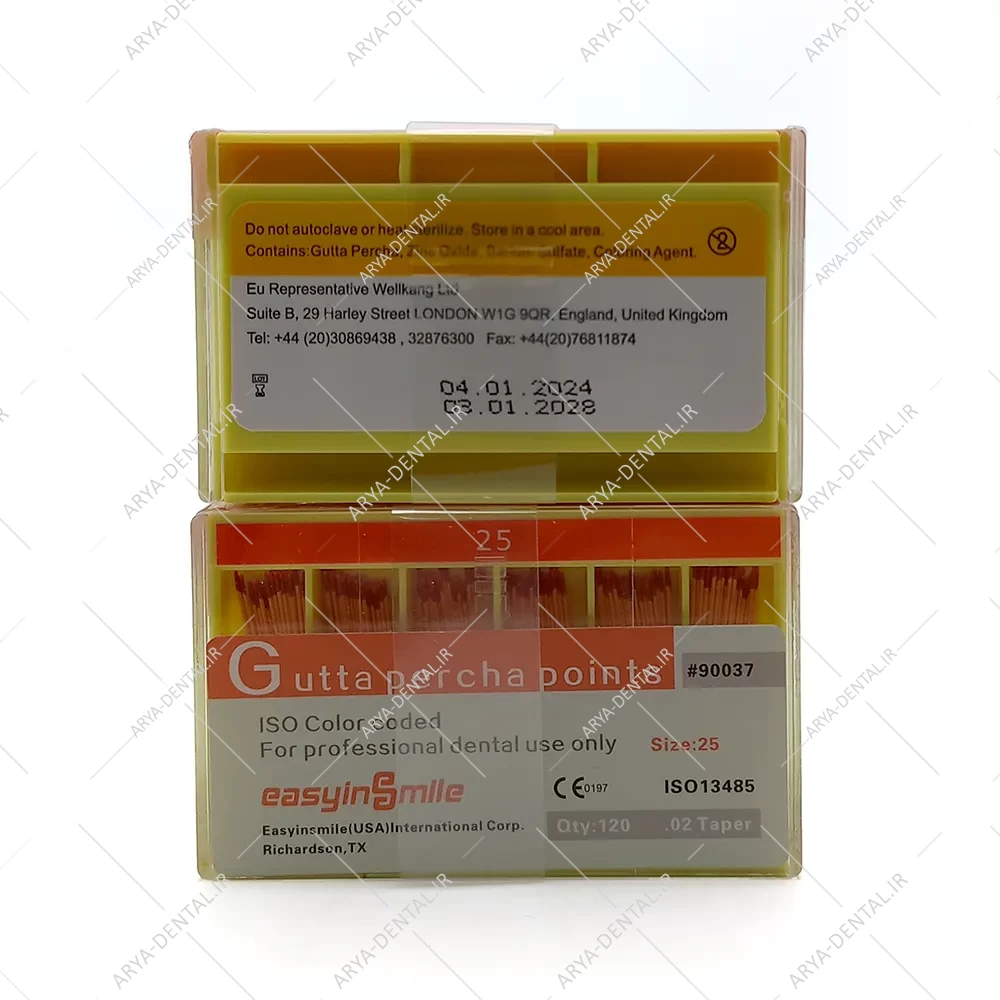 Do not autoclave or heat sterilize. Store in a cool area.
Contains:Gutta Percha, Zinc Oxide, Barium Sulfate, Coloring Agent.
Eu Representative Wellkang Ltd
Suite B, 29 Harley Street LONDON W1G 9QR, England, United Kingdom
Tel: +44 (20)30869438 , 32876300 Fax: +44(20)76811874
LOT
04.01.2024
03.01.2028
25
Gutta percha points
#90037
ISO Color coded
For professional dental use only
Size:25
easyinsmile
CE0197
ISO13485
Easyinsmile(USA)International Corp.
Qty:120 .02 Taper
Richardson,TX
ARYA-DENTAL.IR